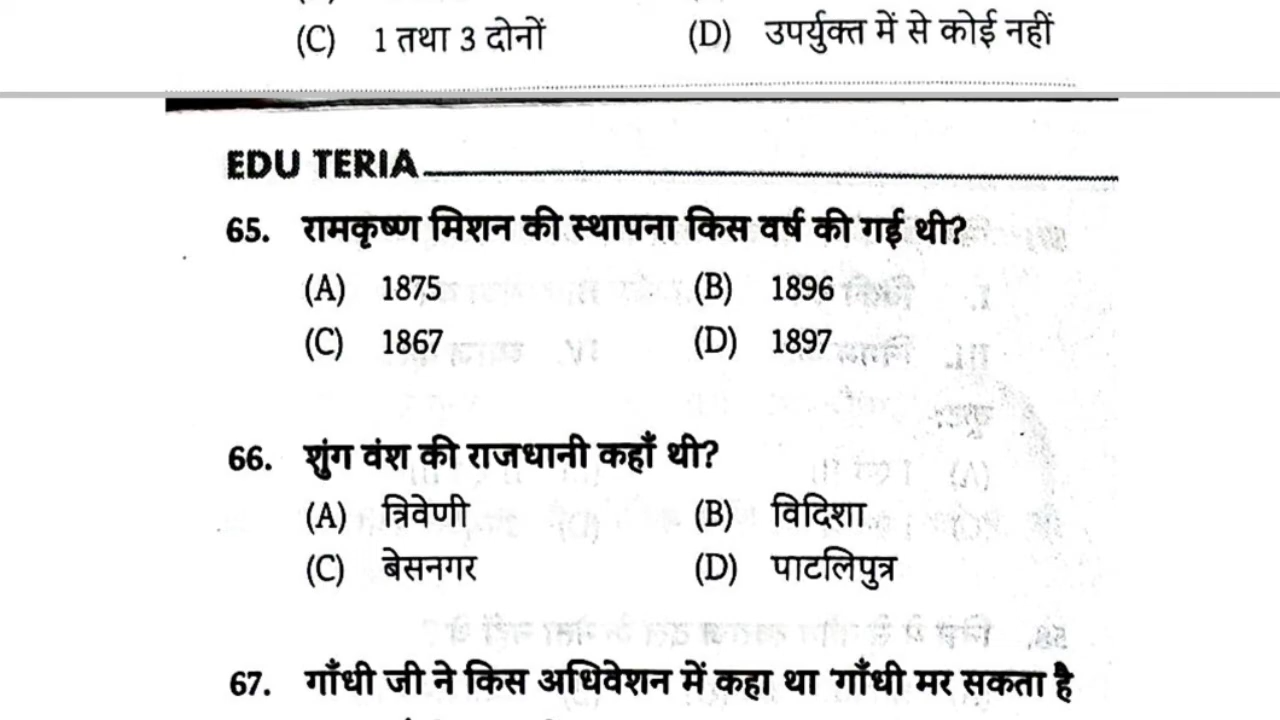 (C) 1 तथा 3 दोनों (D) उपर्युक्त में से कोई नहीं
EDU TERIA
65. रामकृष्ण मिशन की स्थापना किस वर्ष की गई थी?
(A) 1875 (B) 1896
(C) 1867 (D) 1897
66. शुंग वंश की राजधानी कहाँ थी?
(A) त्रिवेणी (B) विदिशा
(C) बेसनगर (D) पाटलिपुत्र
67. गाँधी जी ने किस अधिवेशन में कहा था 'गाँधी मर सकता है